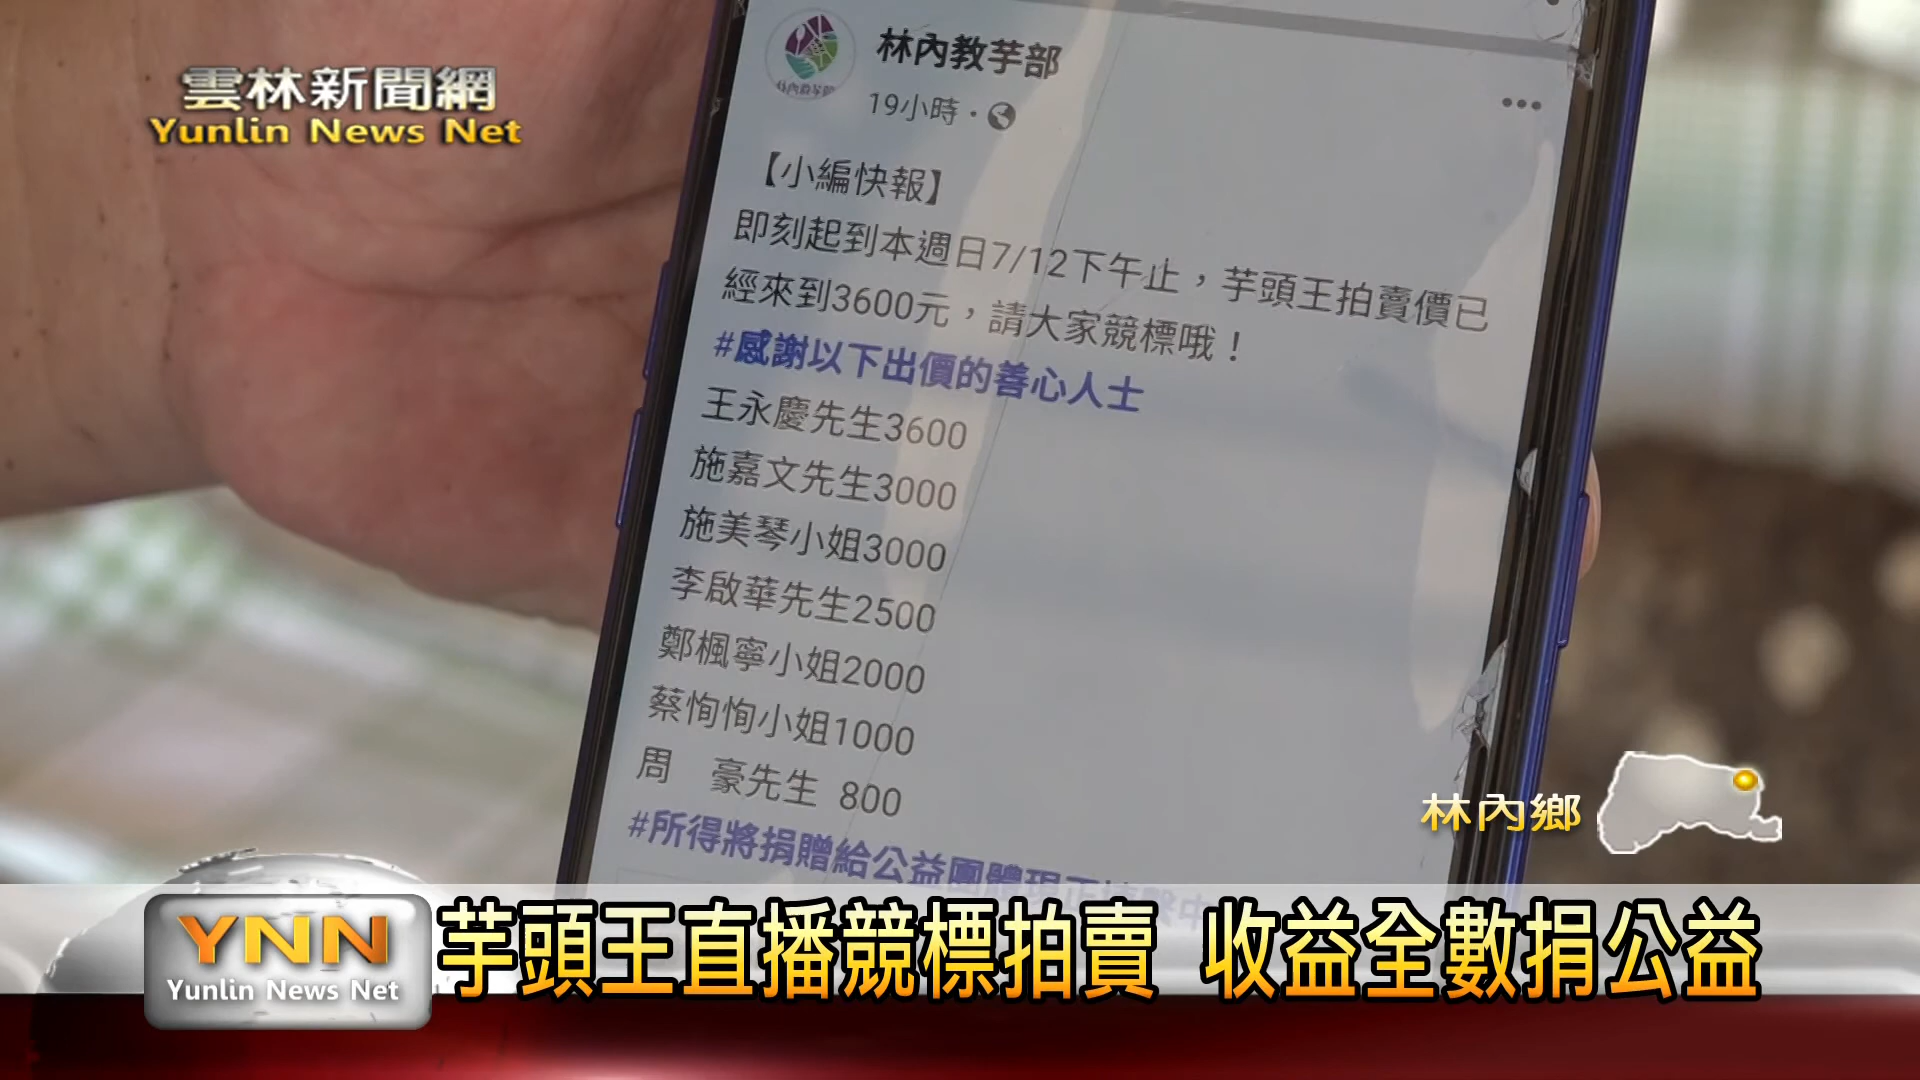 雲林新聞網
Yunlin News Net
林內教芋部
19小時
【小編快報】
即刻起到本週日7/12下午止，芋頭王拍賣價已
經來到3600元，請大家競標哦！
#感謝以下出價的善心人士
王永慶先生3600
施嘉文先生3000
施美琴小姐3000
李啟華先生2500
鄭楓寧小姐2000
蔡恂恂小姐1000
周　豪先生 800
#所得將捐贈給公益團體現正
林內鄉
YNN
Yunlin News Net
芋頭王直播競標拍賣 收益全數捐公益